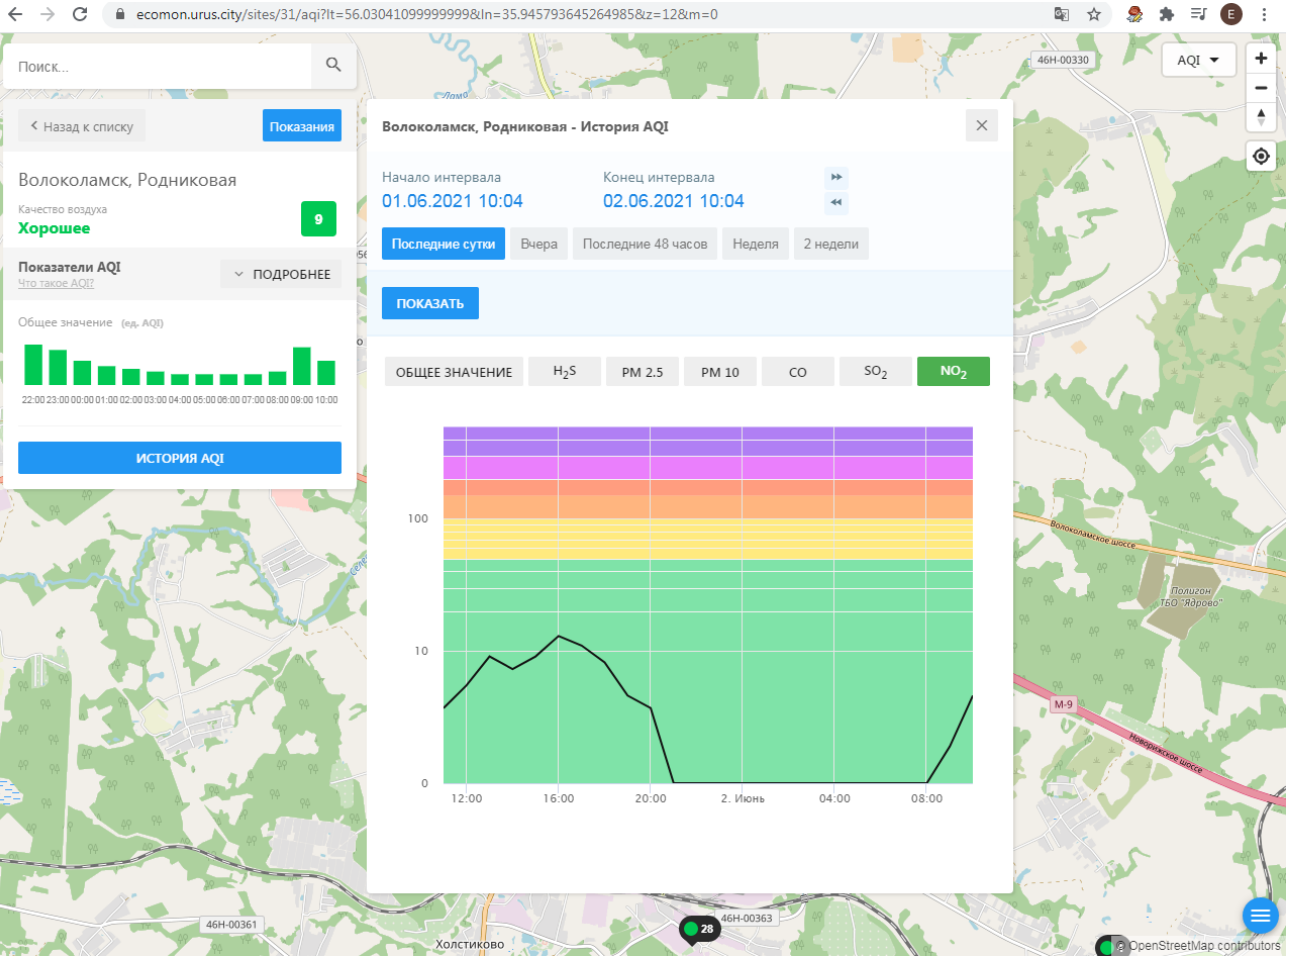 ecomon.urus.city/sites/31/aqi?lt=56.03041099999999&ln=35.945793645264985&z=12&m=0
E
Поиск...
46Н-00330
AQI
Назад к списку
Показания
Волоколамск, Родниковая
Качество воздуха
Хорошее
9
Показатели AQI
Что такое AQI?
ПОДРОБНЕЕ
Общее значение (ед. AQI)
22:00 23:00 00:00 01:00 02:00 03:00 04:00 05:00 06:00 07:00 08:00 09:00 10:00
ИСТОРИЯ AQI
Волоколамск, Родниковая - История AQI
Начало интервала
01.06.2021 10:04
Конец интервала
02.06.2021 10:04
Последние сутки
Вчера
Последние 48 часов
Неделя
2 недели
ПОКАЗАТЬ
ОБЩЕЕ ЗНАЧЕНИЕ
H2S
PM 2.5
PM 10
CO
SO2
NO2
100
10
0
12:00 16:00 20:00 2. Июнь 04:00 08:00
Волоколамское шоссе
Полигон
ТБО "Ядрово"
М-9
Новорижское шоссе
46Н-00361
Холстиково
28
46Н-00363
© OpenStreetMap contributors